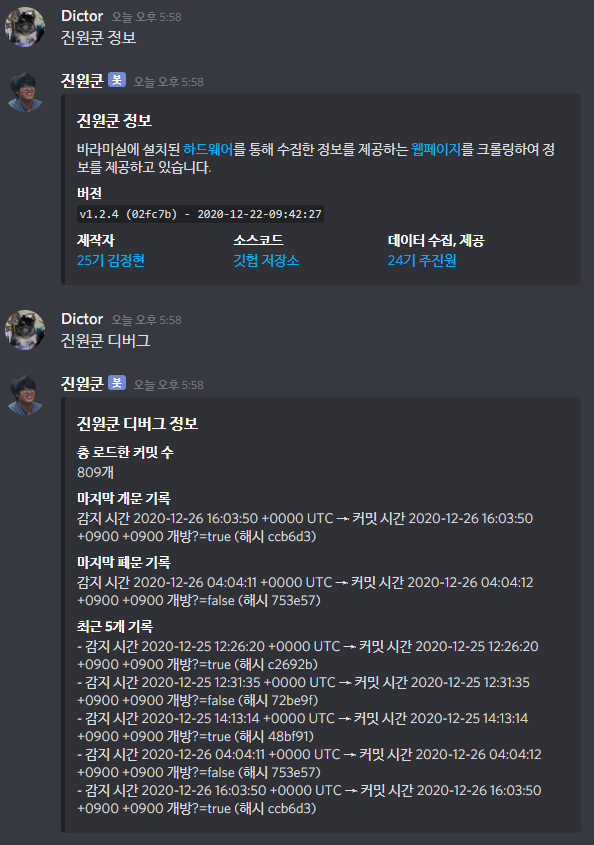 Dictor 오늘 오후 5:58
진원쿤 정보
진원쿤 봇 오늘 오후 5:58
진원쿤 정보
바라미실에 설치된 하드웨어를 통해 수집한 정보를 제공하는 웹페이지를 크롤링하여 정
보를 제공하고 있습니다.
버전
v1.2.4 (02fc7b) - 2020-12-22-09:42:27
제작자 소스코드 데이터 수집, 제공
25기 김정현 깃헙 저장소 24기 주진원
Dictor 오늘 오후 5:58
진원쿤 디버그
진원쿤 봇 오늘 오후 5:58
진원쿤 디버그 정보
총 로드한 커밋 수
809개
마지막 개문 기록
감지 시간 2020-12-26 16:03:50 +0000 UTC → 커밋 시간 2020-12-26 16:03:50
+0900 +0900 개방?=true (해시 ccb6d3)
마지막 폐문 기록
감지 시간 2020-12-26 04:04:11 +0000 UTC → 커밋 시간 2020-12-26 04:04:12
+0900 +0900 개방?=false (해시 753e57)
최근 5개 기록
- 감지 시간 2020-12-25 12:26:20 +0000 UTC → 커밋 시간 2020-12-25 12:26:20
+0900 +0900 개방?=true (해시 c2692b)
- 감지 시간 2020-12-25 12:31:35 +0000 UTC → 커밋 시간 2020-12-25 12:31:35
+0900 +0900 개방?=false (해시 72be9f)
- 감지 시간 2020-12-25 14:13:14 +0000 UTC → 커밋 시간 2020-12-25 14:13:14
+0900 +0900 개방?=true (해시 48bf91)
- 감지 시간 2020-12-26 04:04:11 +0000 UTC → 커밋 시간 2020-12-26 04:04:12
+0900 +0900 개방?=false (해시 753e57)
- 감지 시간 2020-12-26 16:03:50 +0000 UTC → 커밋 시간 2020-12-26 16:03:50
+0900 +0900 개방?=true (해시 ccb6d3)